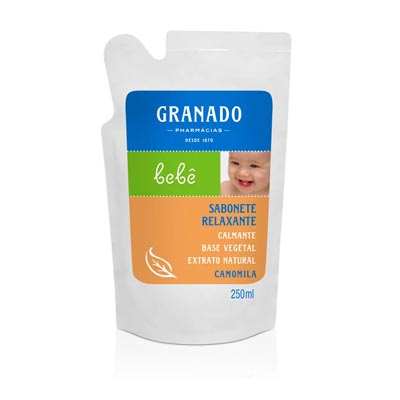 GRANADO
PHARMÁCIAS
DESDE 1870
bebê
SABONETE
RELAXANTE
CALMANTE
BASE VEGETAL
EXTRATO NATURAL
CAMOMILA
250ml